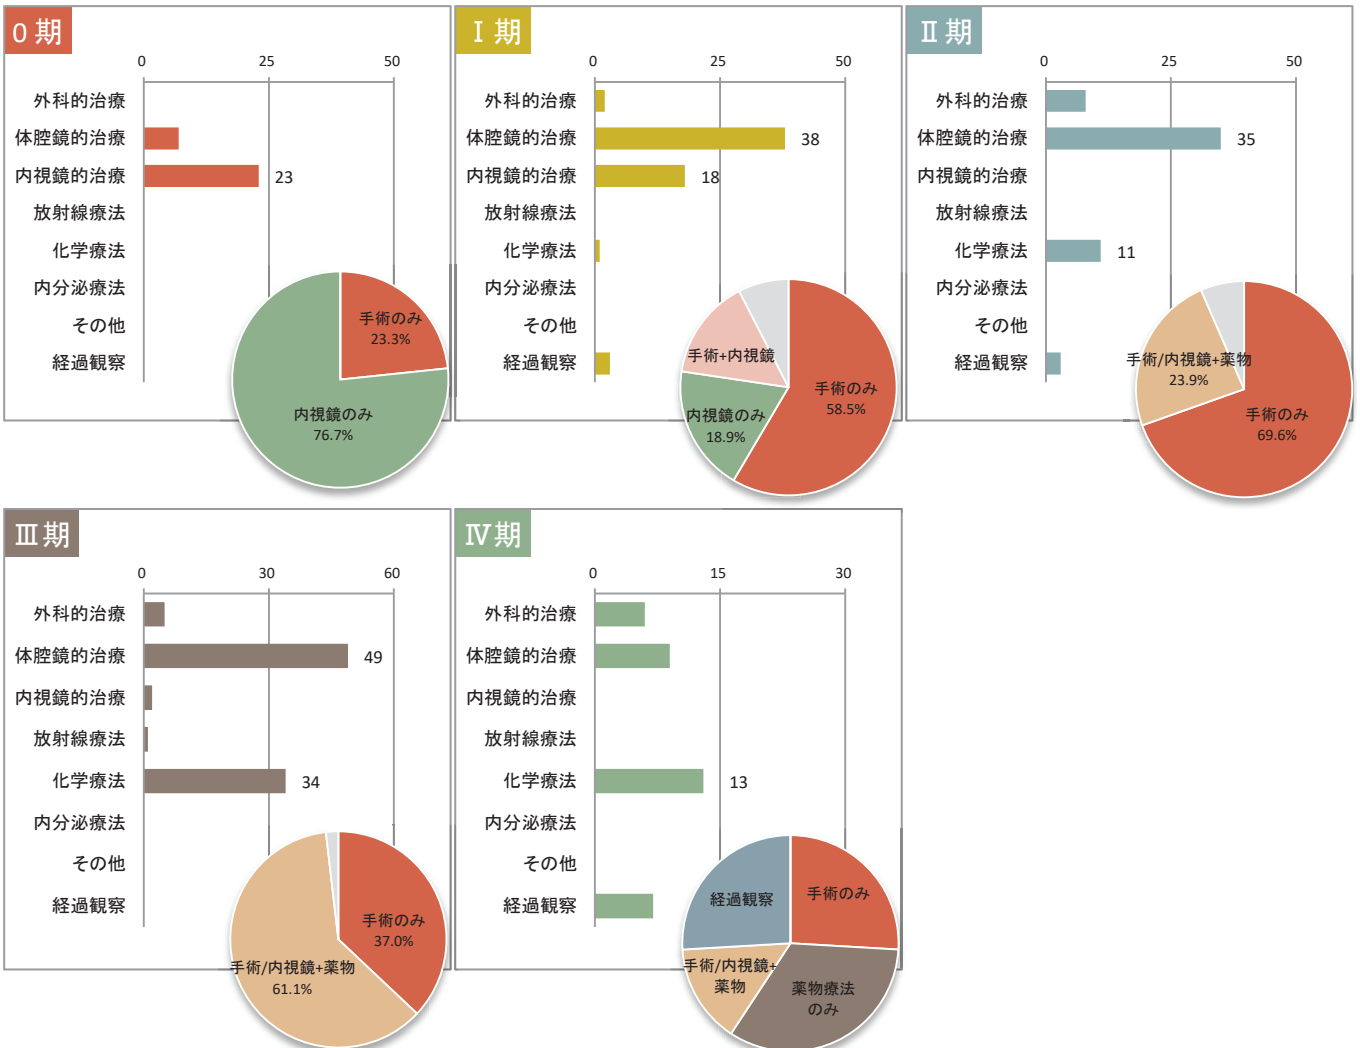 0期
0 25 50
外科的治療
体腔鏡的治療
内視鏡的治療 23
放射線療法
化学療法
内分泌療法
その他
経過観察
手術のみ
23.3%
内視鏡のみ
76.7%
Ⅰ期
0 25 50
外科的治療
体腔鏡的治療 38
内視鏡的治療 18
放射線療法
化学療法
内分泌療法
その他
経過観察
手術+内視鏡
手術のみ
58.5%
内視鏡のみ
18.9%
Ⅱ期
0 25 50
外科的治療
体腔鏡的治療 35
内視鏡的治療
放射線療法
化学療法 11
内分泌療法
その他
経過観察
手術/内視鏡+薬物
23.9%
手術のみ
69.6%
Ⅲ期
0 30 60
外科的治療
体腔鏡的治療 49
内視鏡的治療
放射線療法
化学療法 34
内分泌療法
その他
経過観察
手術のみ
37.0%
手術/内視鏡+薬物
61.1%
Ⅳ期
0 15 30
外科的治療
体腔鏡的治療
内視鏡的治療
放射線療法
化学療法 13
内分泌療法
その他
経過観察
経過観察
手術のみ
手術/内視鏡+
薬物
薬物療法
のみ